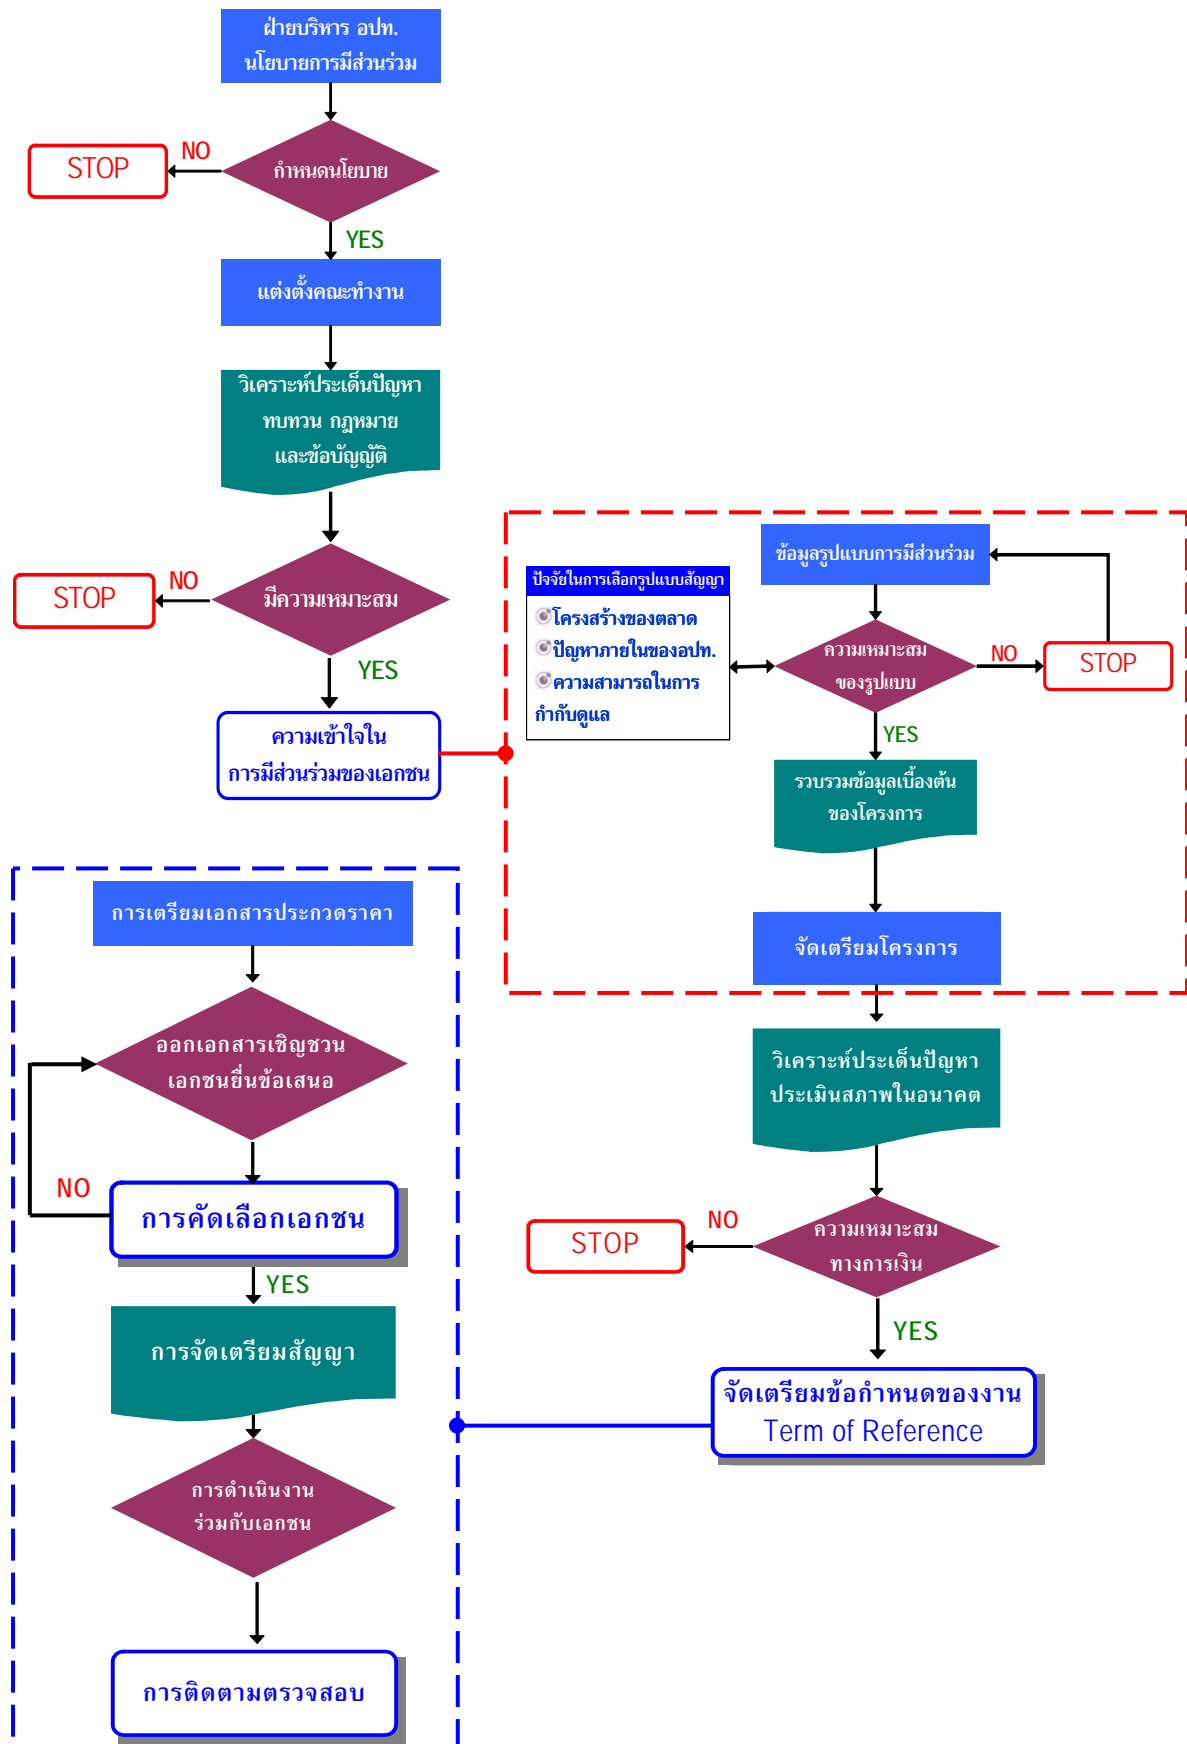 ฝ่ายบริหาร อปท.
นโยบายการมีส่วนร่วม
กำหนดนโยบาย
NO
STOP
YES
แต่งตั้งคณะทำงาน
วิเคราะห์ประเด็นปัญหา
ทบทวน กฎหมาย
และข้อบัญญัติ
มีความเหมาะสม
NO
STOP
YES
ความเข้าใจใน
การมีส่วนร่วมของเอกชน
ข้อมูลรูปแบบการมีส่วนร่วม
ปัจจัยในการเลือกรูปแบบสัญญา
โครงสร้างของตลาด
ปัญหาภายในของอปท.
ความสามารถในการ
กำกับดูแล
ความเหมาะสม
ของรูปแบบ
NO
STOP
YES
รวบรวมข้อมูลเบื้องต้น
ของโครงการ
จัดเตรียมโครงการ
วิเคราะห์ประเด็นปัญหา
ประเมินสภาพในอนาคต
ความเหมาะสม
ทางการเงิน
NO
STOP
YES
จัดเตรียมข้อกำหนดของงาน
Term of Reference
การเตรียมเอกสารประกวดราคา
ออกเอกสารเชิญชวน
เอกชนยื่นข้อเสนอ
NO
การคัดเลือกเอกชน
YES
การจัดเตรียมสัญญา
การดำเนินงาน
ร่วมกับเอกชน
การติดตามตรวจสอบ